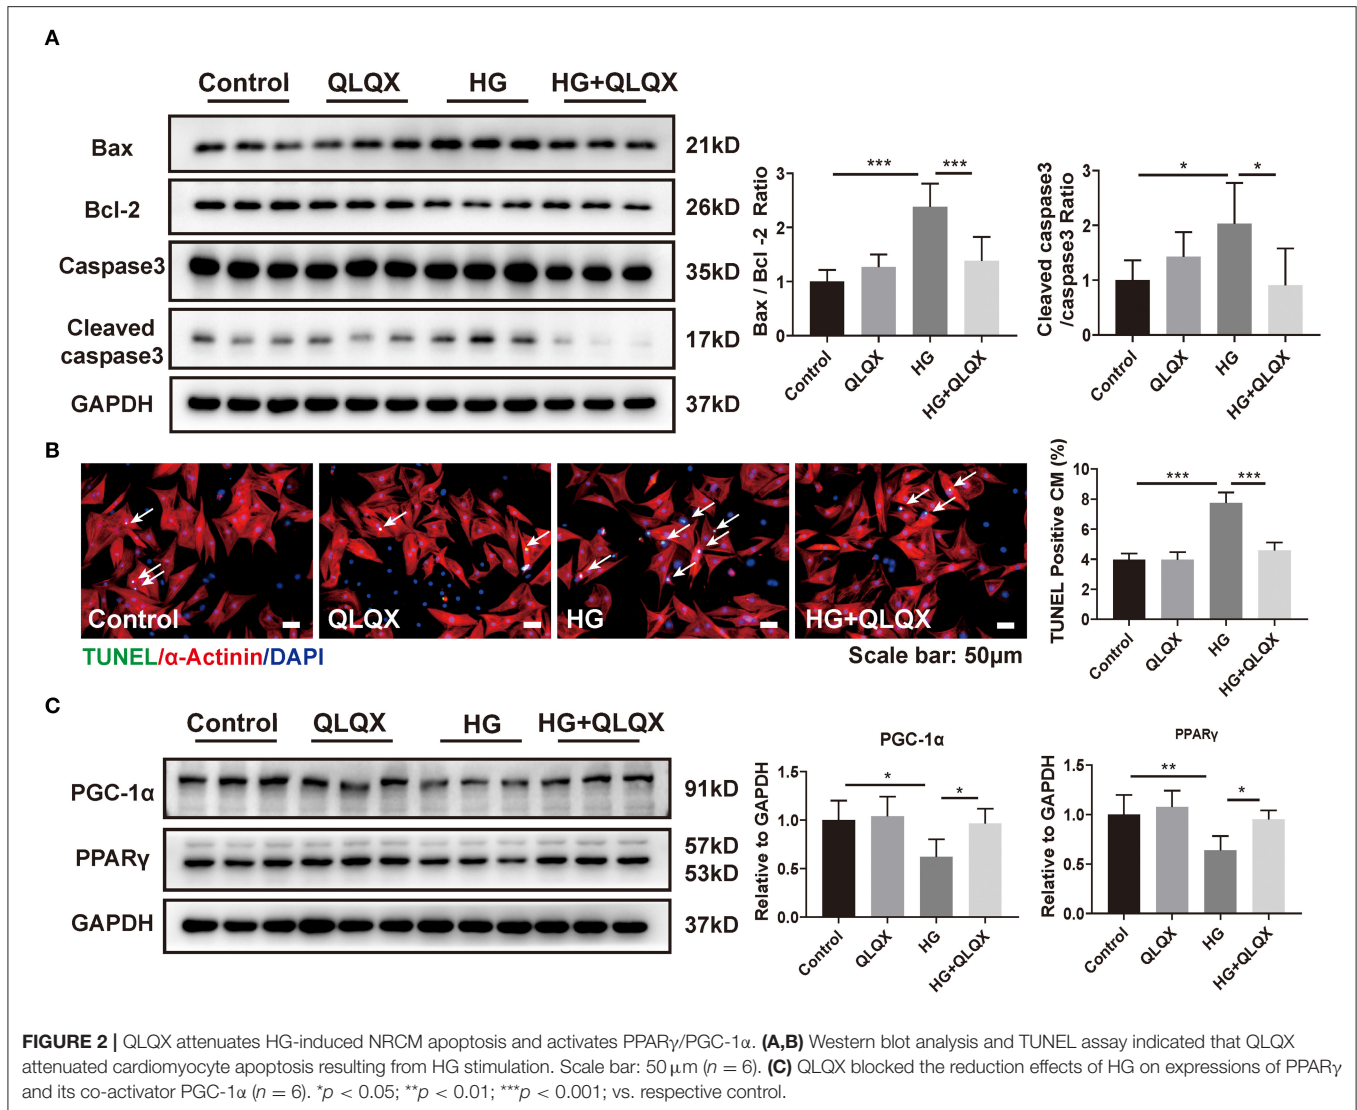 A
Control QLQX HG HG+QLQX
Bax 21kD
Bcl-2 26kD
Caspase3 35kD
Cleaved
caspase3 17kD
GAPDH 37kD
Bax / Bcl -2 Ratio
3
2
1
0
*** ***
Control QLQX HG HG+QLQX
Cleaved caspase3
/caspase3 Ratio
3
2
1
0
* *
Control QLQX HG HG+QLQX
B
Control QLQX HG HG+QLQX
TUNEL/α-Actinin/DAPI Scale bar: 50μm
TUNEL Positive CM (%)
10
8
6
4
2
0
*** ***
Control QLQX HG HG+QLQX
C
Control QLQX HG HG+QLQX
PGC-1α 91kD
PPARγ 57kD
53kD
GAPDH 37kD
PGC-1α
Relative to GAPDH
1.5
1.0
0.5
0.0
* *
Control QLQX HG HG+QLQX
PPARγ
Relative to GAPDH
1.5
1.0
0.5
0.0
** *
Control QLQX HG HG+QLQX
FIGURE 2 | QLQX attenuates HG-induced NRCM apoptosis and activates PPARγ/PGC-1α. (A,B) Western blot analysis and TUNEL assay indicated that QLQX
attenuated cardiomyocyte apoptosis resulting from HG stimulation. Scale bar: 50 μm (n = 6). (C) QLQX blocked the reduction effects of HG on expressions of PPARγ
and its co-activator PGC-1α (n = 6). *p < 0.05; **p < 0.01; ***p < 0.001; vs. respective control.